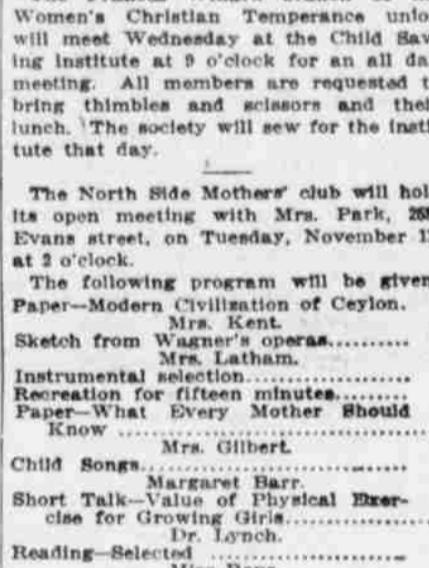 Women's Christian Temperance unio
will meet Wednesday at the Child Sav
ing Institute at 9 o'clock for an all da
meeting. All members are requested t
bring thimbles and scissors and thei
lunch. The society will sew for the insti
tute that day.
The North Side Mothers' club will hol
its open meeting with Mrs. Park,
Evans street, on Tuesday, November 1
at 2 o'clock.
The following program will be given
Paper—Modern Civilization of Ceylon.
Mrs. Kent.
Sketch from Wagner's operas..........
Mrs. Latham.
Instrumental selection..................
Recreation for fifteen minutes.........
Paper—What Every Mother Should
Know ..................................
Mrs. Gilbert.
Child Songs..............................
Margaret Barr.
Short Talk—Value of Physical Exer-
cise for Growing Girls.................
Dr. Lynch.
Reading—Selected ....................